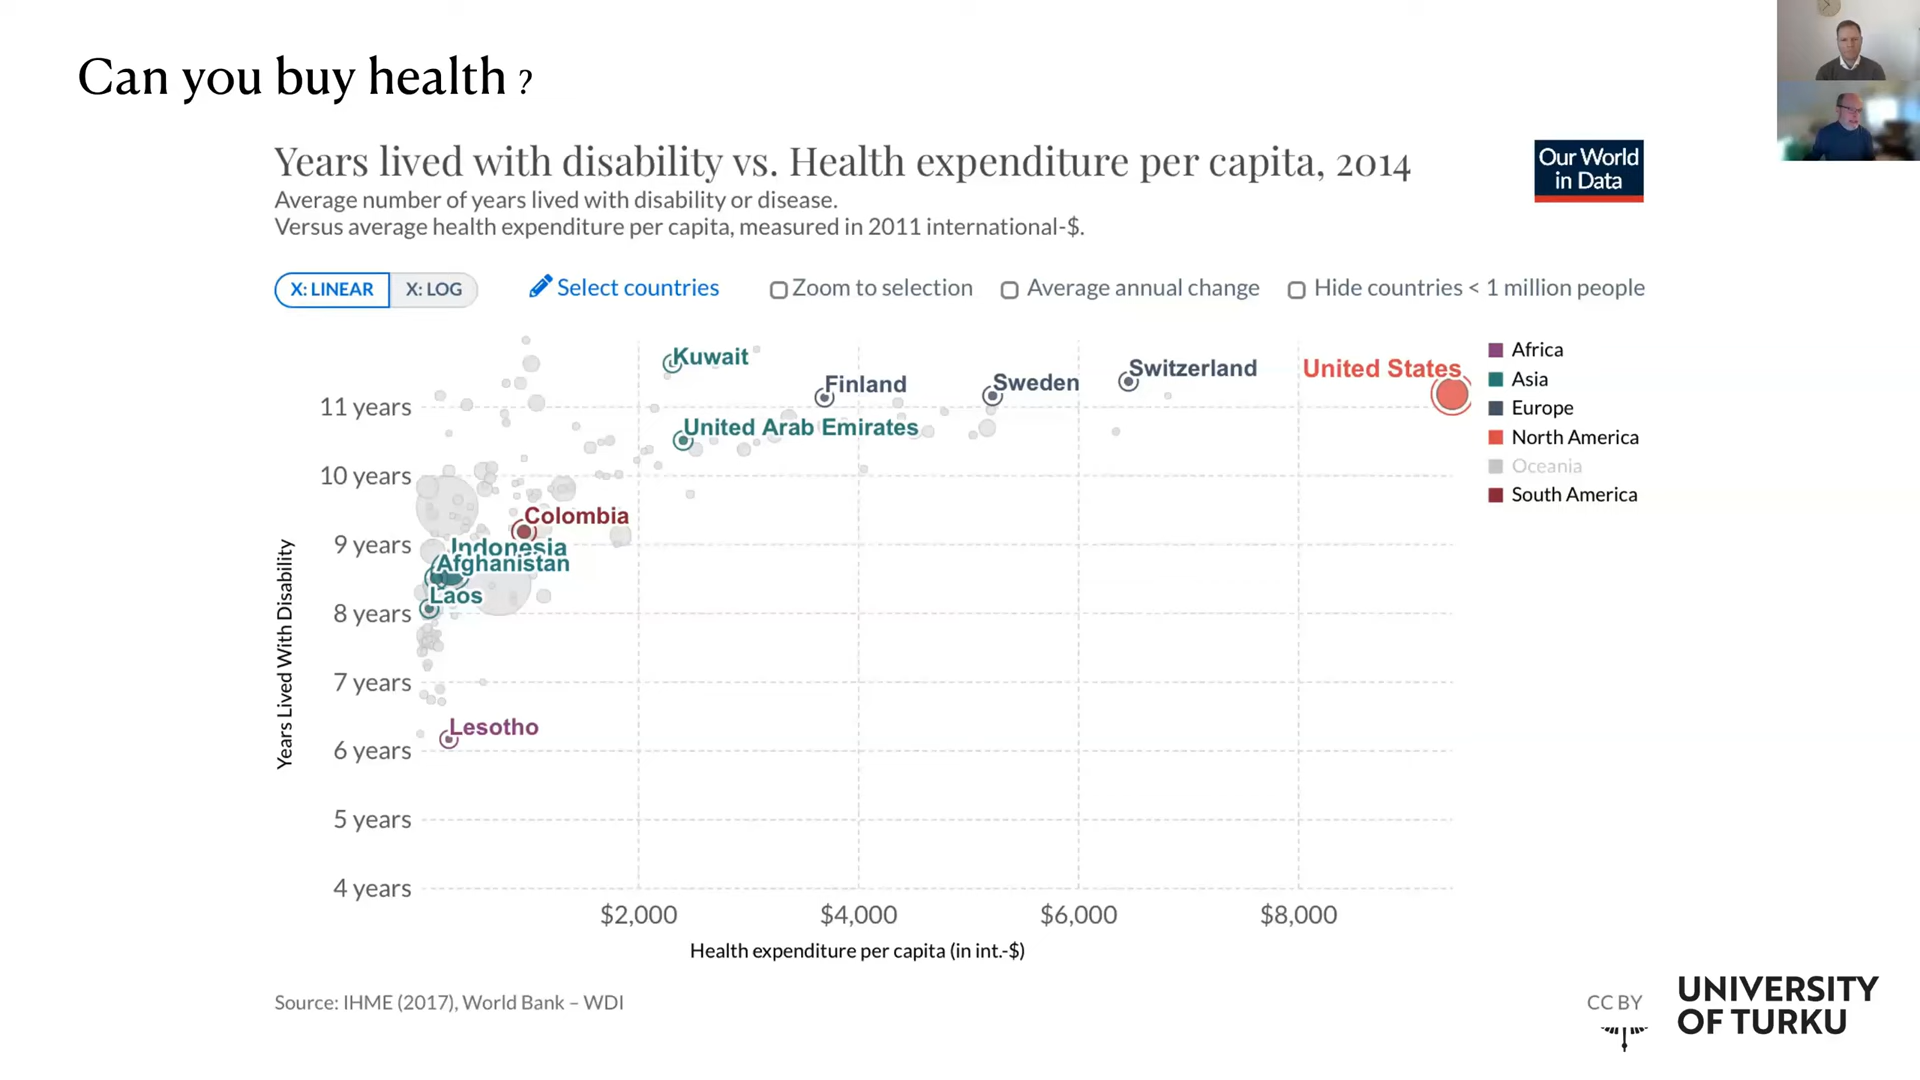 Can you buy health ?
Years lived with disability vs. Health expenditure per capita, 2014
Average number of years lived with disability or disease.
Versus average health expenditure per capita, measured in 2011 international-$.
Our World
in Data
X: LINEAR X: LOG Select countries Zoom to selection Average annual change Hide countries < 1 million people
Kuwait
Finland
Sweden
Switzerland
United States
United Arab Emirates
Colombia
Indonesia
Afghanistan
Laos
Lesotho
11 years
10 years
9 years
8 years
7 years
6 years
5 years
4 years
Years Lived With Disability
$2,000 $4,000 $6,000 $8,000
Health expenditure per capita (in int.-$)
Africa
Asia
Europe
North America
Oceania
South America
Source: IHME (2017), World Bank – WDI
CC BY
UNIVERSITY
OF TURKU